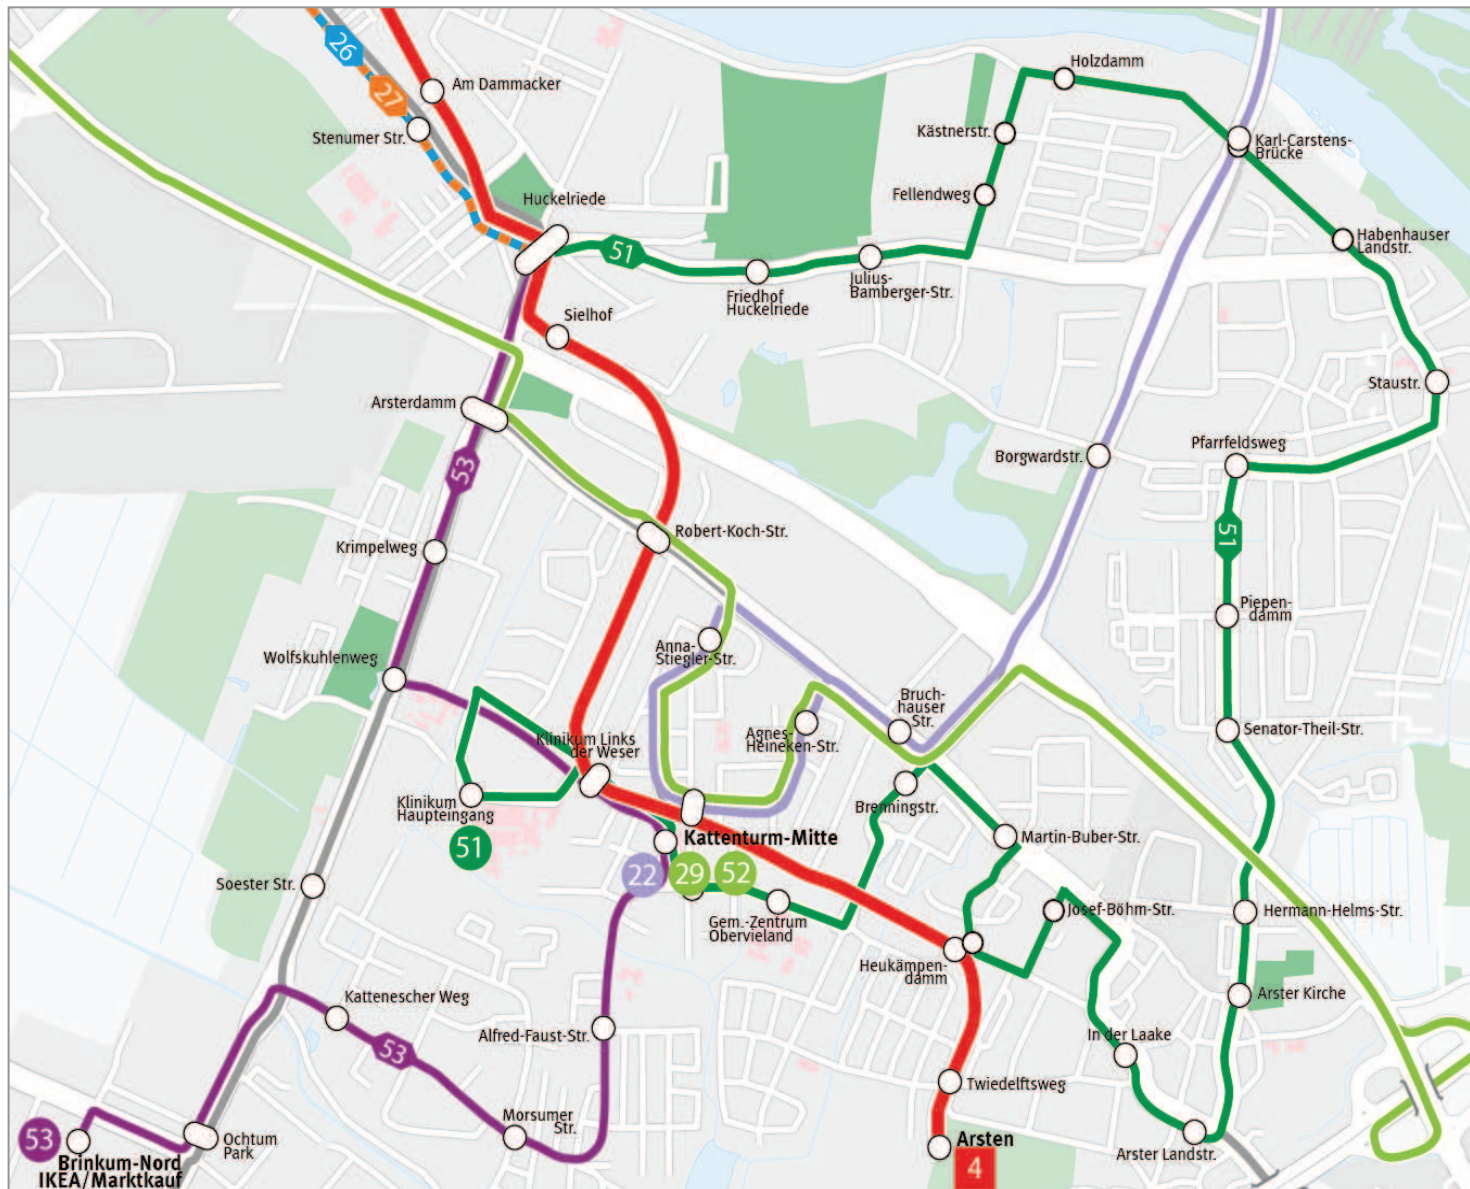 26
27
Am Dammacker
Stenumer Str.
Holzdamm
Kästnerstr.
Karl-Carstens-
Brücke
Fellendweg
Huckelriede
51
Habenhauser
Landstr.
Friedhof
Huckelriede
Julius-
Bamberger-Str.
Sielhof
Staustr.
Arsterdamm
53
Borgwardstr.
Pfarrfeldsweg
51
Krimpelweg
Robert-Koch-Str.
Piepen-
damm
Wolfskuhlenweg
Anna-
Stiegler-Str.
Bruch-
hauser
Str.
Agnes-
Heineken-Str.
Senator-Theil-Str.
Klinikum Links
der Weser
Klinikum
Haupteingang
51
Brenningstr.
Kattenturm-Mitte
22
29
52
Martin-Buber-Str.
Soester Str.
Gem.-Zentrum
Obervieland
Josef-Böhm-Str.
Hermann-Helms-Str.
Heukämpen-
damm
Kattenescher Weg
Alfred-Faust-Str.
Arster Kirche
53
In der Laake
Twiedelftsweg
Morsumer
Str.
Ochtum
Park
53
Brinkum-Nord
IKEA/Marktkauf
Arsten
4
Arster Landstr.